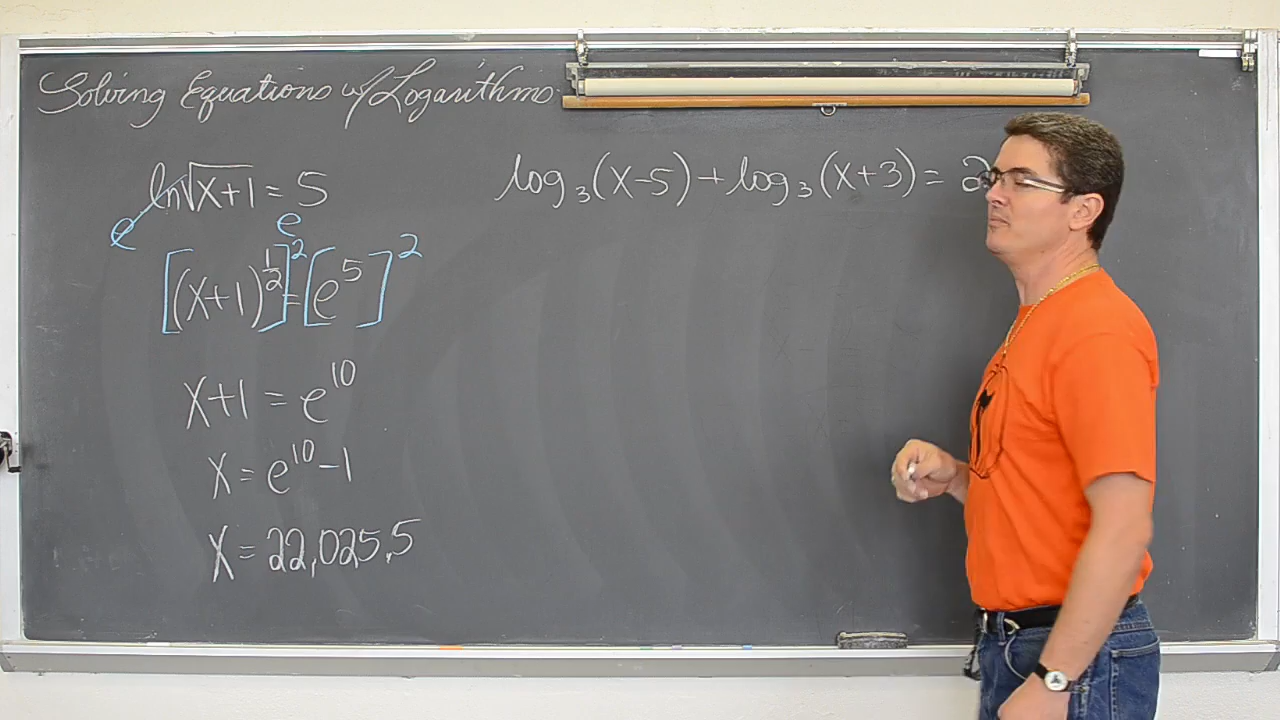 Solving Equations w/ Logarithms
ln√(x+1) = 5
e e
[(x+1)^(1/2)]^2 = [e^5]^2
x+1 = e^10
x = e^10 - 1
x = 22,025.5
log₃(x-5) + log₃(x+3) = 2